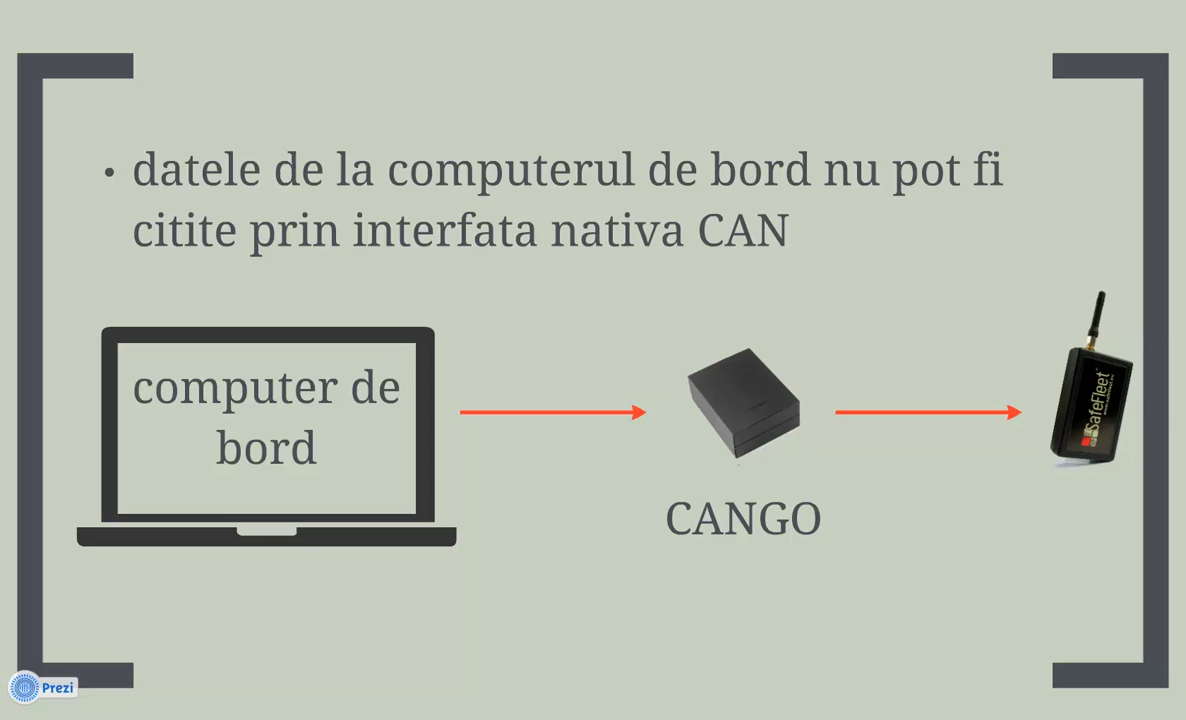 • datele de la computerul de bord nu pot fi
citite prin interfata nativa CAN
computer de
bord
CANGO
SafeFleet
Prezi